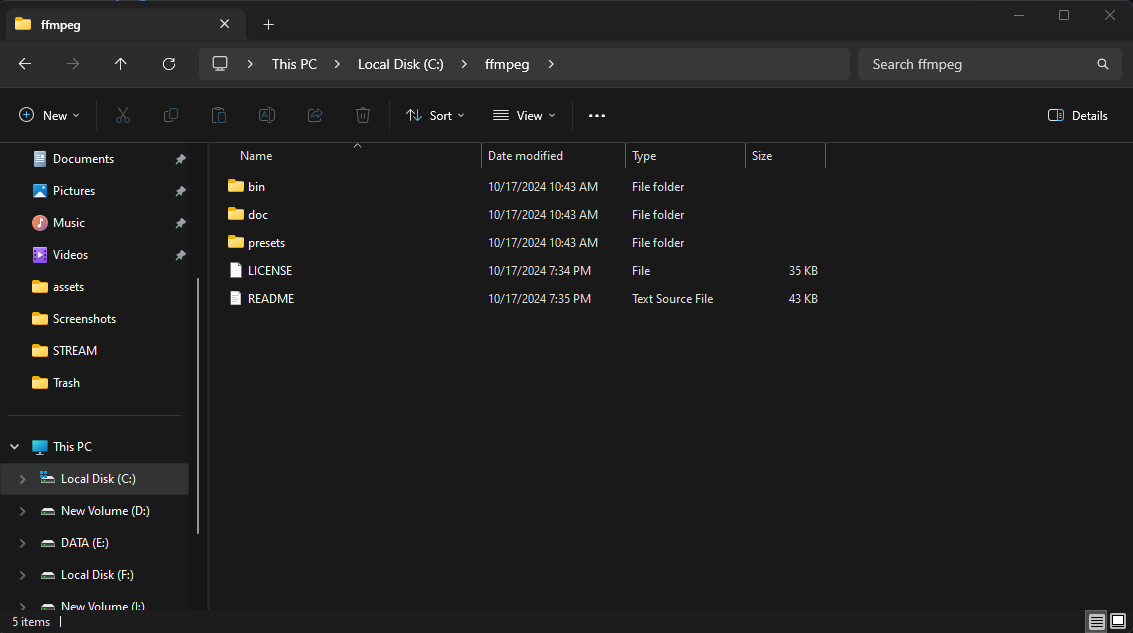 ffmpeg
This PC Local Disk (C:) ffmpeg
Search ffmpeg
New
Sort
View
Details
Documents
Pictures
Music
Videos
assets
Screenshots
STREAM
Trash
This PC
Local Disk (C:)
New Volume (D:)
DATA (E:)
Local Disk (F:)
New Volume (I:)
Name Date modified Type Size
bin 10/17/2024 10:43 AM File folder
doc 10/17/2024 10:43 AM File folder
presets 10/17/2024 10:43 AM File folder
LICENSE 10/17/2024 7:34 PM File 35 KB
README 10/17/2024 7:35 PM Text Source File 43 KB
5 items